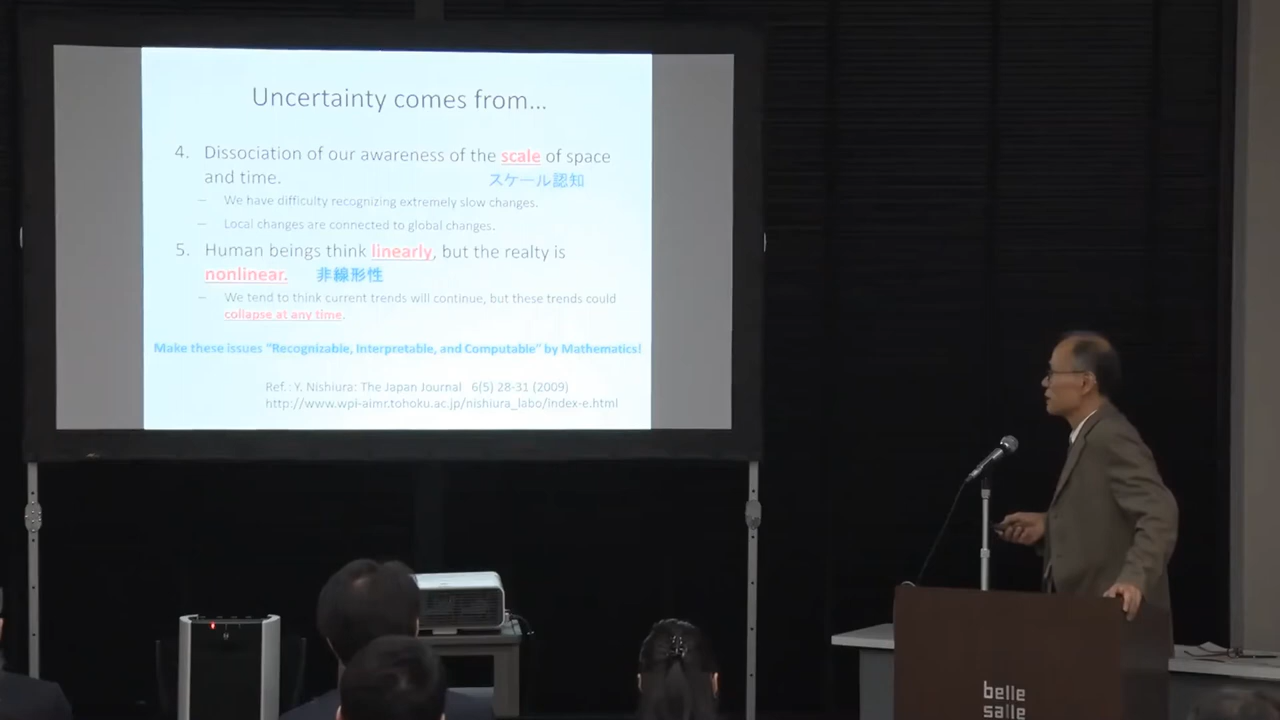 Uncertainty comes from...
4. Dissociation of our awareness of the scale of space
and time.
スケール認知
– We have difficulty recognizing extremely slow changes.
– Local changes are connected to global changes.
5. Human beings think linearly, but the realty is
nonlinear. 非線形性
– We tend to think current trends will continue, but these trends could
collapse at any time.
Make these issues "Recognizable, Interpretable, and Computable" by Mathematics!
Ref.: Y, Nishiura: The Japan Journal 6(5) 28-31 (2009)
http://www.wpi-aimr.tohoku.ac.jp/nishiura_labo/index-e.html
belle
salle